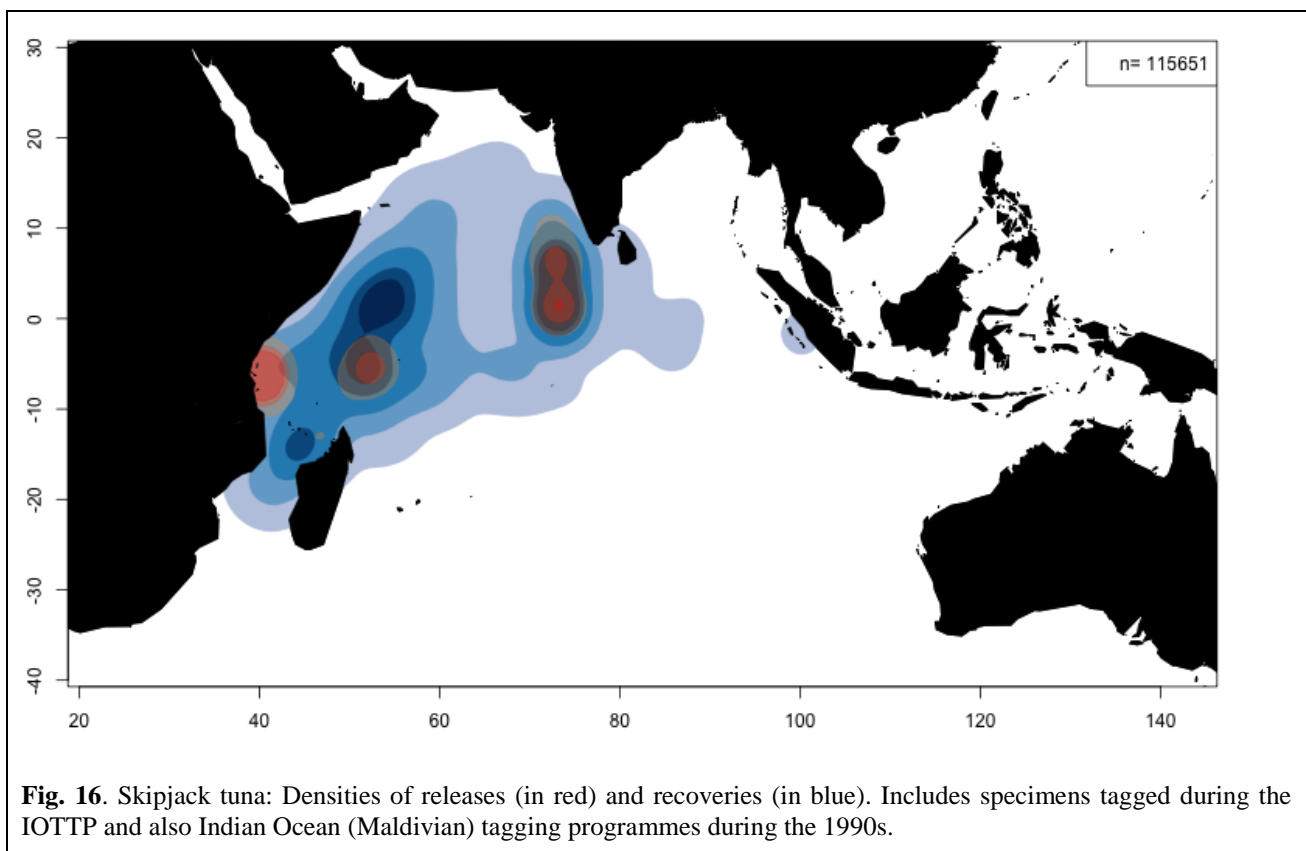 n= 115651
30
20
10
0
-10
-20
-30
-40
20 40 60 80 100 120 140
Fig. 16. Skipjack tuna: Densities of releases (in red) and recoveries (in blue). Includes specimens tagged during the
IOTTP and also Indian Ocean (Maldivian) tagging programmes during the 1990s.